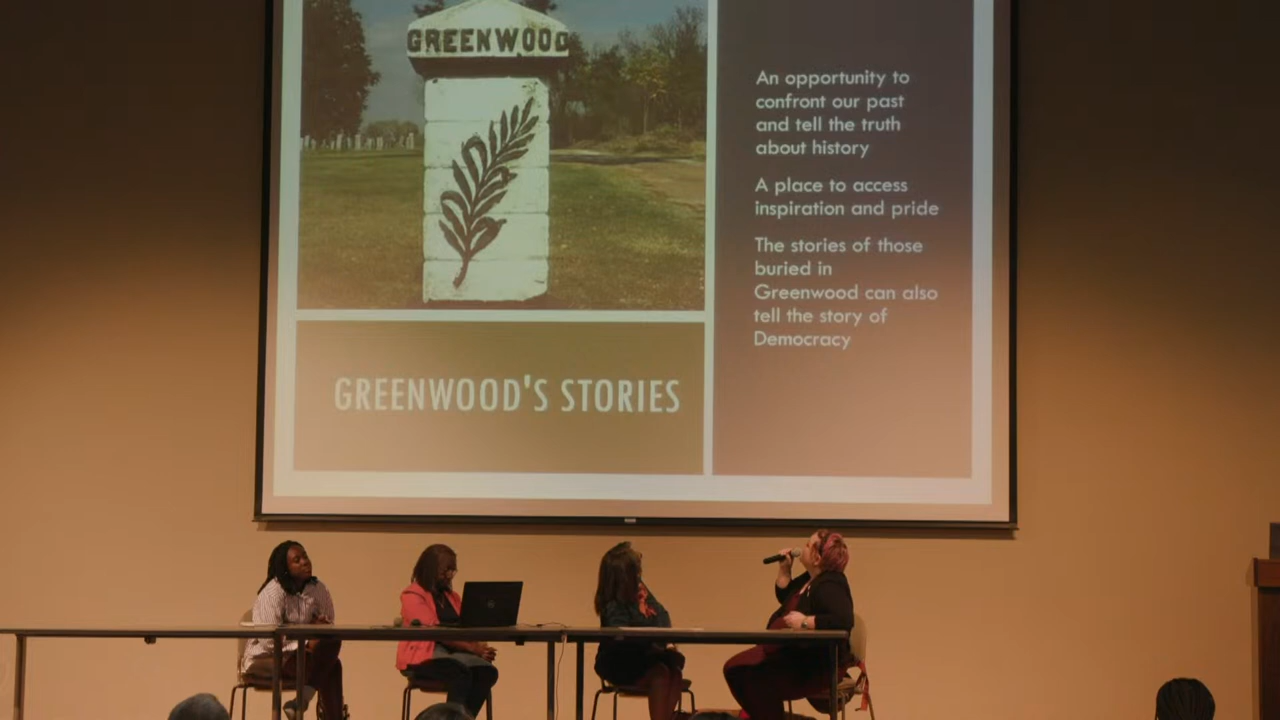 GREENWOOD
An opportunity to
confront our past
and tell the truth
about history
A place to access
inspiration and pride
The stories of those
buried in
Greenwood can also
tell the story of
Democracy
GREENWOOD'S STORIES